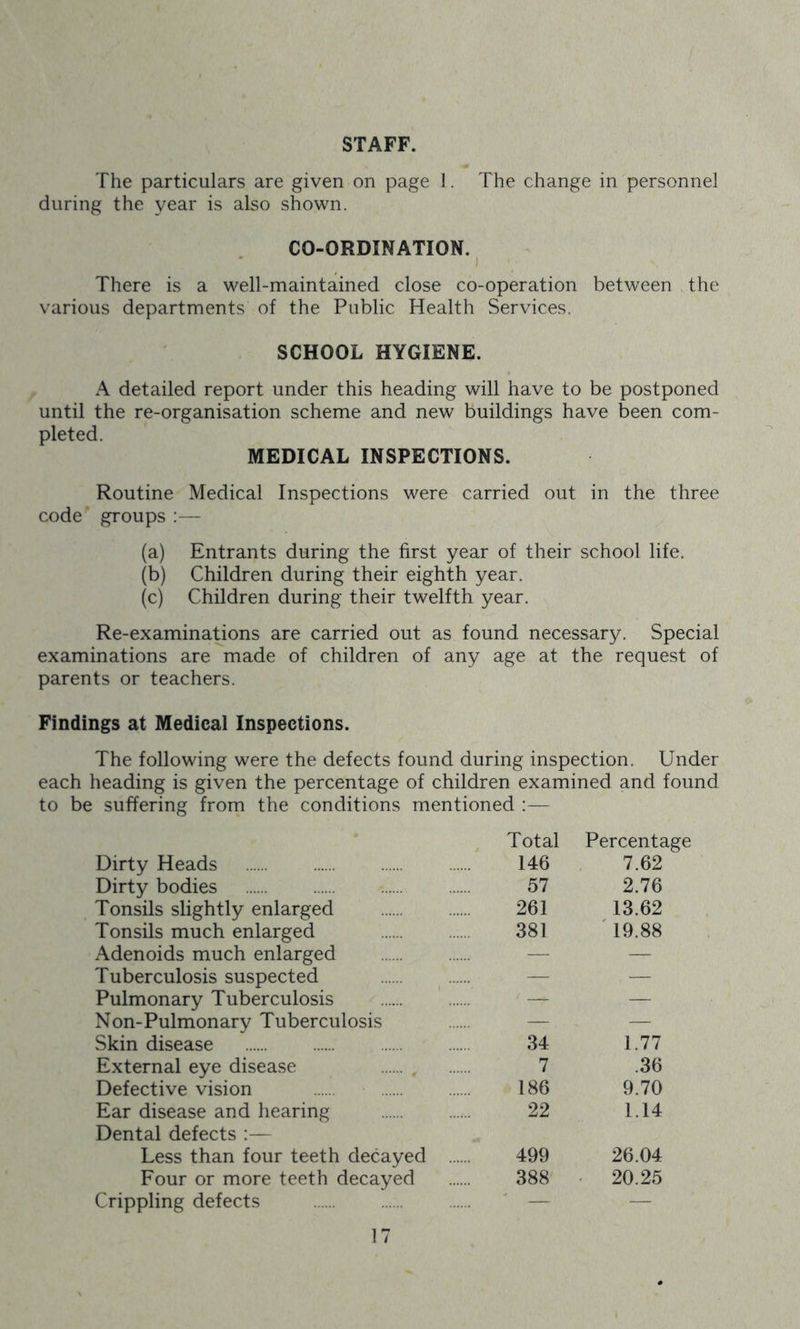 STAFF.
The particulars are given on page 1. The change in personnel
during the year is also shown.
CO-ORDINATION.
There is a well-maintained close co-operation between the
various departments of the Public Health Services.
SCHOOL HYGIENE.
A detailed report under this heading will have to be postponed
until the re-organisation scheme and new buildings have been com-
pleted.
MEDICAL INSPECTIONS.
Routine Medical Inspections were carried out in the three
code groups :—
(a) Entrants during the first year of their school life.
(b) Children during their eighth year.
(c) Children during their twelfth year.
Re-examinations are carried out as found necessary. Special
examinations are made of children of any age at the request of
parents or teachers.
Findings at Medical Inspections.
The following were the defects found during inspection. Under
each heading is given the percentage of children examined and found
to be suffering from the conditions mentioned :—
Total Percentage
Dirty Heads ...... ...... ...... ...... 146 7.62
Dirty bodies ...... ...... ...... ...... 57 2.76
Tonsils slightly enlarged ...... ...... 261 13.62
Tonsils much enlarged ...... ...... 381 19.88
Adenoids much enlarged ...... ...... — —
Tuberculosis suspected ...... ...... — —
Pulmonary Tuberculosis ...... ...... — —
Non-Pulmonary Tuberculosis ...... — —
Skin disease ...... ...... ...... ...... 34 1.77
External eye disease ...... ...... 7 .36
Defective vision ...... ...... ...... 186 9.70
Ear disease and hearing ...... ...... 22 1.14
Dental defects :—
Less than four teeth decayed ...... 499 26.04
Four or more teeth decayed ...... 388 20.25
Crippling defects ...... ...... ...... — —
17